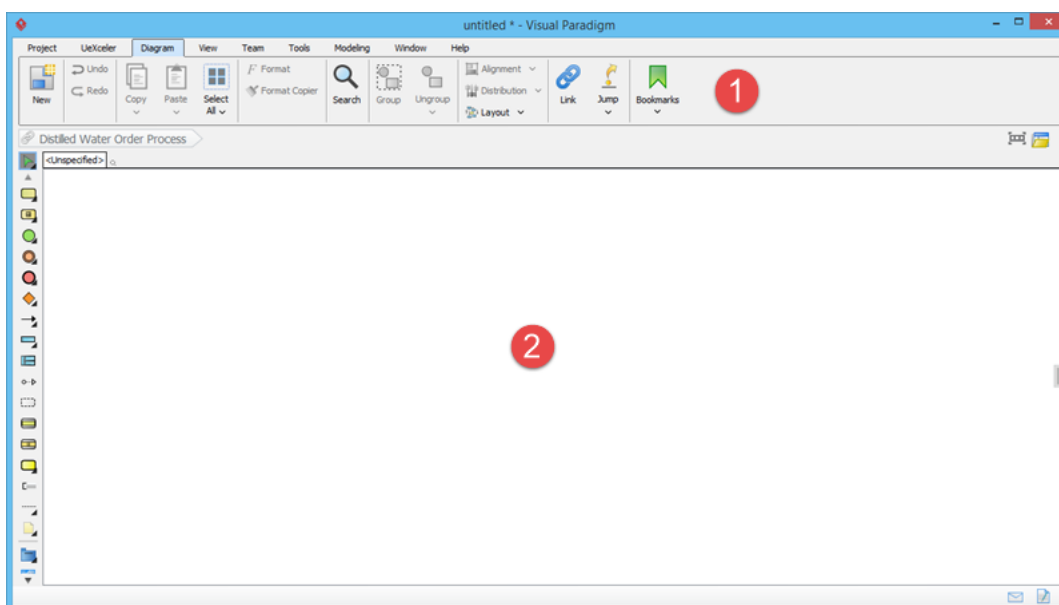 untitled * - Visual Paradigm
Project UeXceler Diagram View Team Tools Modeling Window Help
New Undo Redo Copy Paste Select All Format Format Copier Search Group Ungroup Alignment Distribution Layout Link Jump Bookmarks 1
Distilled Water Order Process
<Unspecified>
2